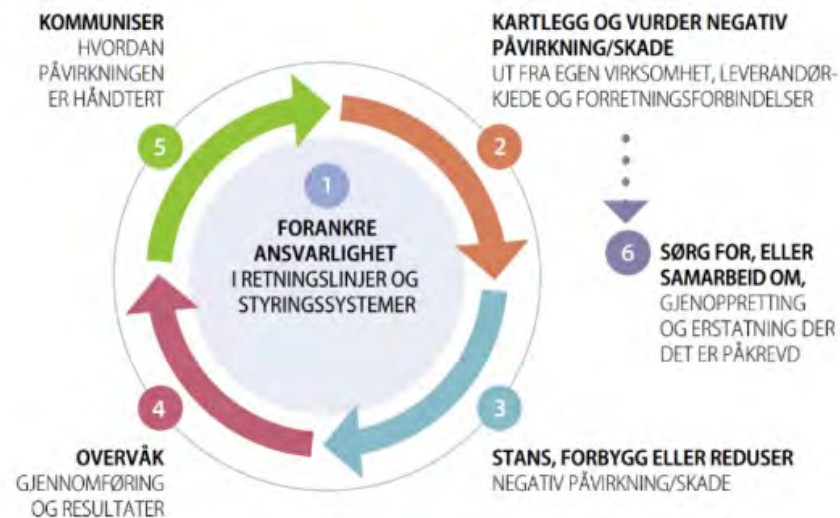 KOMMUNISER
HVORDAN
PÅVIRKNINGEN
ER HÅNDTERT
5
KARTLEGG OG VURDER NEGATIV
PÅVIRKNING/SKADE
UT FRA EGEN VIRKSOMHET, LEVERANDØR-
KJEDE OG FORRETNINGSFORBINDELSER
2
1
FORANKRE
ANSVARLIGHET
I RETNINGSLINJER OG
STYRINGSSYSTEMER
6
SØRG FOR, ELLER
SAMARBEID OM,
GJENOPPRETTING
OG ERSTATNING DER
DET ER PÅKREVD
4
OVERVÅK
GJENNOMFØRING
OG RESULTATER
3
STANS, FORBYGG ELLER REDUSER
NEGATIV PÅVIRKNING/SKADE